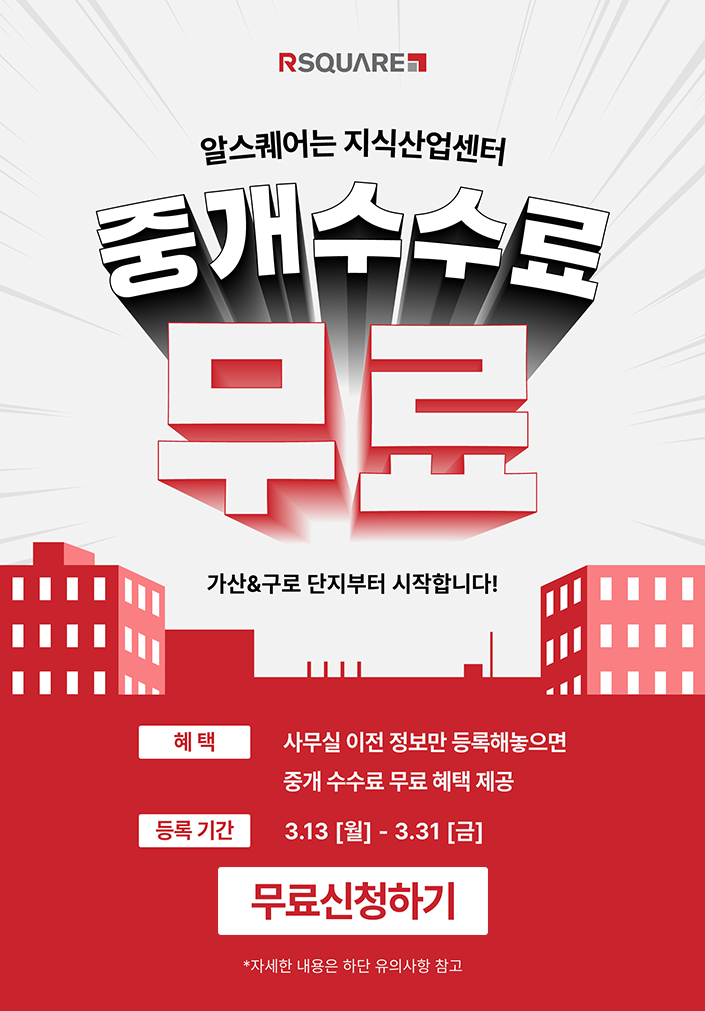 RSQUARE
알스퀘어는 지식산업센터
중개수수료
무료
가산&구로 단지부터 시작합니다!
혜 택
사무실 이전 정보만 등록해놓으면
중개 수수료 무료 혜택 제공
등록 기간
3.13 [월] - 3.31 [금]
무료신청하기
*자세한 내용은 하단 유의사항 참고